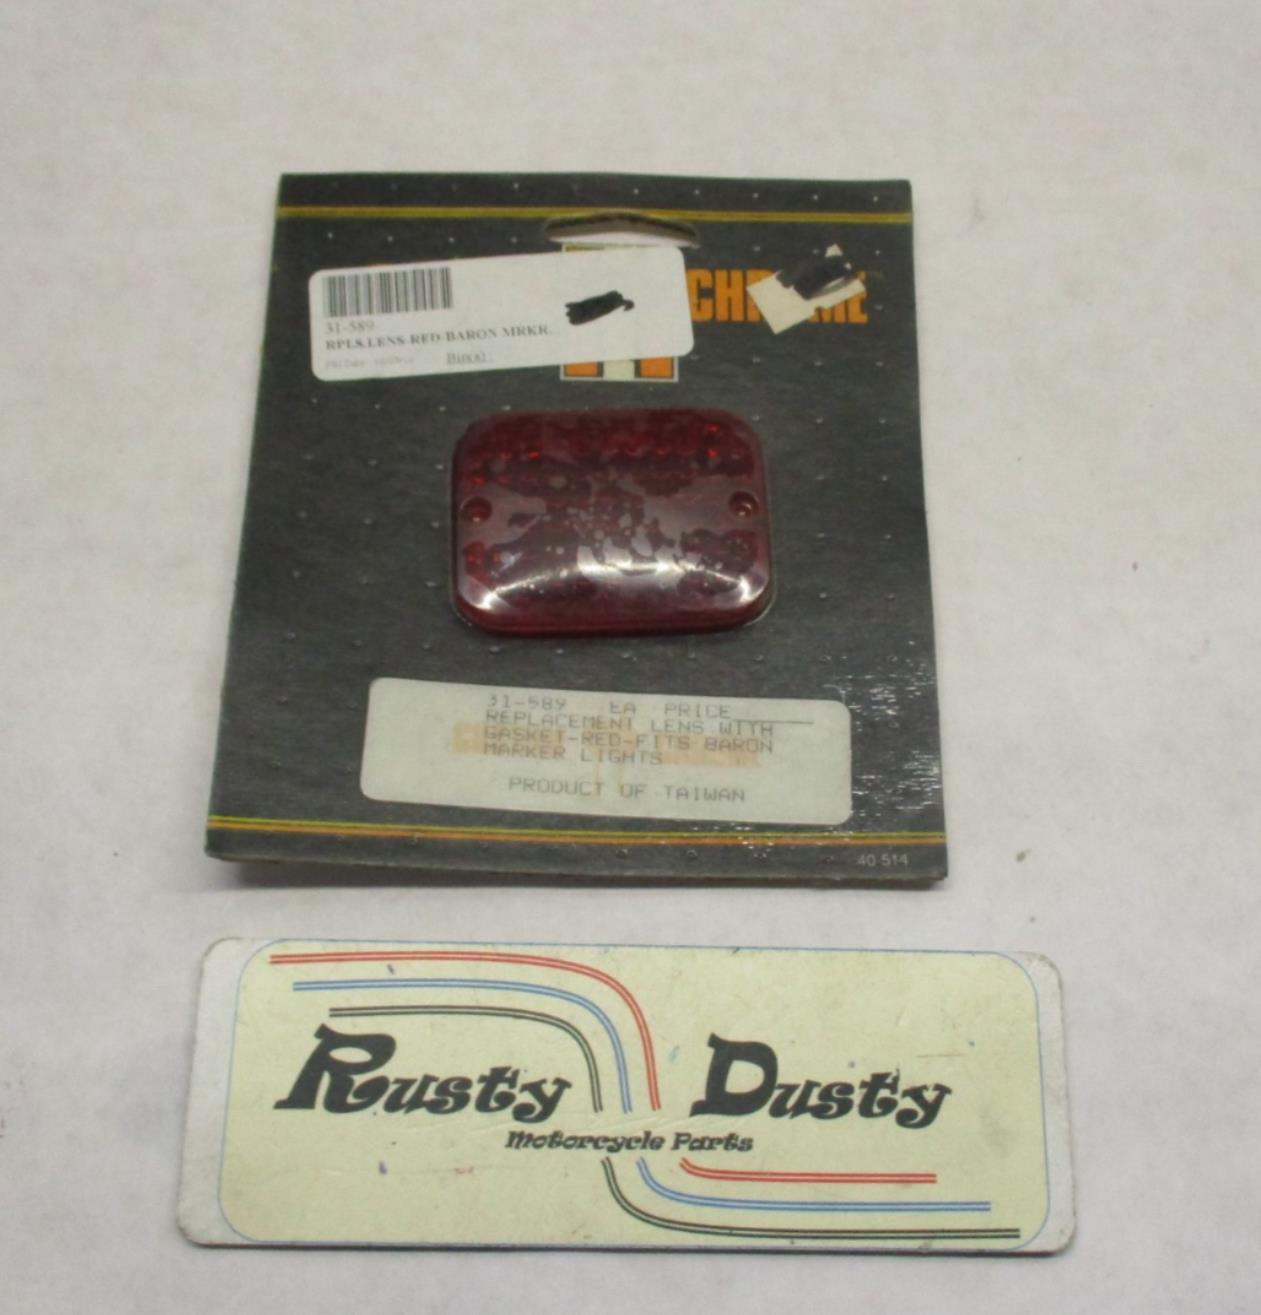 CHROME
31-589
RPLS.LENS-RED-BARON MRKR.
Bin(s) :
31-589 EA PRICE
REPLACEMENT LENS WITH
GASKET-RED-FITS BARON
MARKER LIGHTS
PRODUCT OF TAIWAN
40 514
Rusty Dusty
Motorcycle Parts